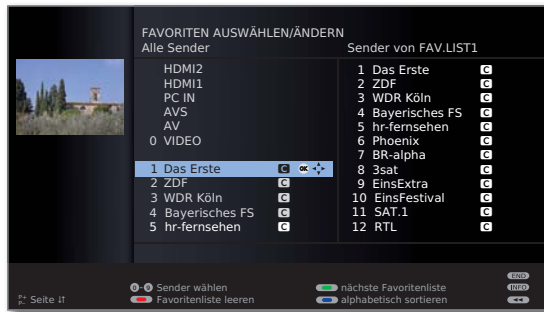 FAVORITEN AUSWÄHLEN/ÄNDERN
Alle Sender
HDMI2
HDMI1
PC IN
AVS
AV
0 VIDEO
1 Das Erste C OK
2 ZDF C
3 WDR Köln C
4 Bayerisches FS C
5 hr-fernsehen C
Sender von FAV.LIST1
1 Das Erste C
2 ZDF C
3 WDR Köln C
4 Bayerisches FS C
5 hr-fernsehen C
6 Phoenix C
7 BR-alpha C
8 3sat C
9 EinsExtra C
10 EinsFestival C
11 SAT.1 C
12 RTL C
P+ P- Seite
0-9 Sender wählen
Favoritenliste leeren
nächste Favoritenliste
alphabetisch sortieren
END
INFO